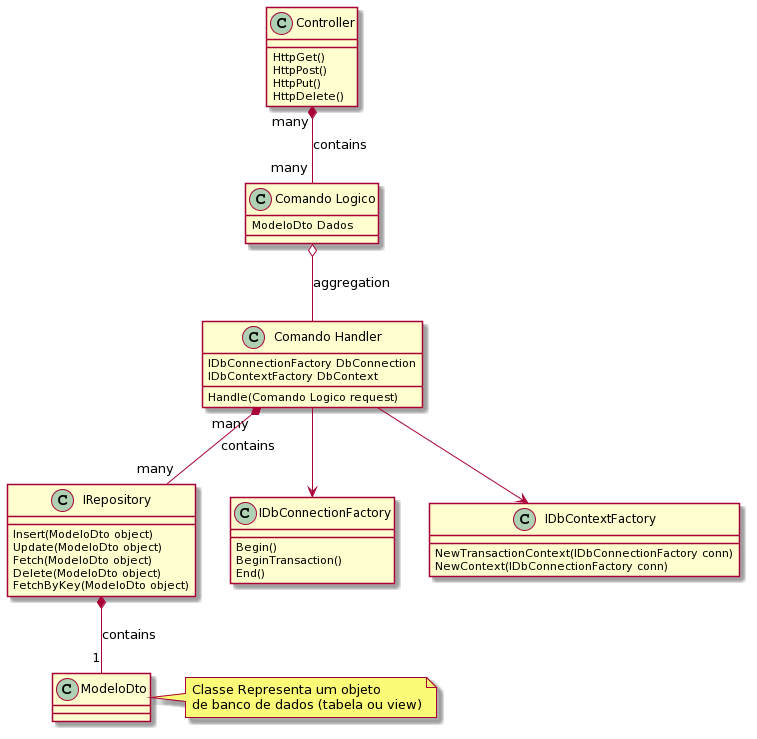 C Controller
HttpGet()
HttpPost()
HttpPut()
HttpDelete()
many
contains
many
C Comando Logico
ModeloDto Dados
aggregation
C Comando Handler
IDbConnectionFactory DbConnection
IDbContextFactory DbContext
Handle(Comando Logico request)
many
contains
many
C IRepository
Insert(ModeloDto object)
Update(ModeloDto object)
Fetch(ModeloDto object)
Delete(ModeloDto object)
FetchByKey(ModeloDto object)
C IDbConnectionFactory
Begin()
BeginTransaction()
End()
C IDbContextFactory
NewTransactionContext(IDbConnectionFactory conn)
NewContext(IDbConnectionFactory conn)
contains
1
C ModeloDto
Classe Representa um objeto
de banco de dados (tabela ou view)